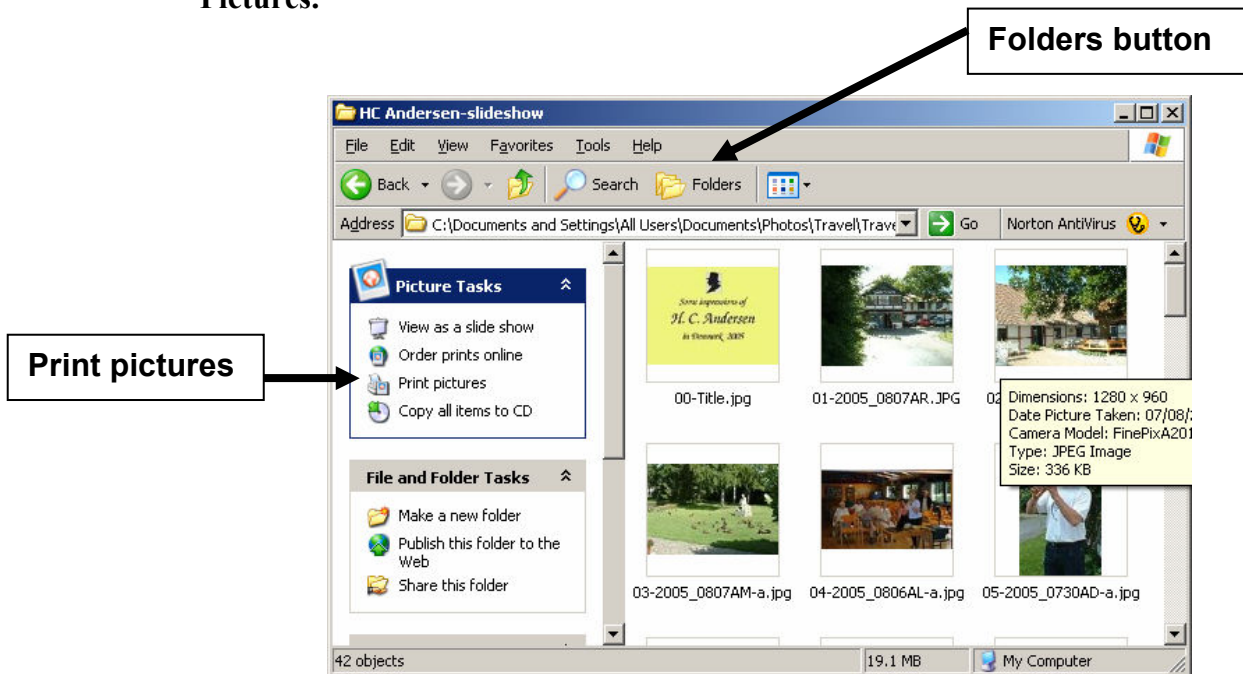 Pictures.
Folders button
HC Andersen-slideshow
File Edit View Favorites Tools Help
Back Search Folders
Address C:\Documents and Settings\All Users\Documents\Photos\Travel\Trave Go Norton AntiVirus
Picture Tasks
View as a slide show
Order prints online
Print pictures
Copy all items to CD
Print pictures
File and Folder Tasks
Make a new folder
Publish this folder to the
Web
Share this folder
Some impressions of
H. C. Andersen
in Denmark, 2005
00-Title.jpg 01-2005_0807AR.JPG 02
Dimensions: 1280 x 960
Date Picture Taken: 07/08/
Camera Model: FinePixA201
Type: JPEG Image
Size: 336 KB
03-2005_0807AM-a.jpg 04-2005_0806AL-a.jpg 05-2005_0730AD-a.jpg
42 objects 19.1 MB My Computer